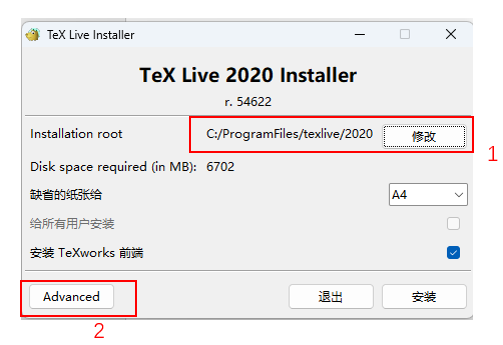 TeX Live Installer
TeX Live 2020 Installer
r. 54622
Installation root C:/ProgramFiles/texlive/2020 修改
1
Disk space required (in MB): 6702
缺省的纸张给 A4
给所有用户安装
安装 TeXworks 前端
Advanced 退出 安装
2